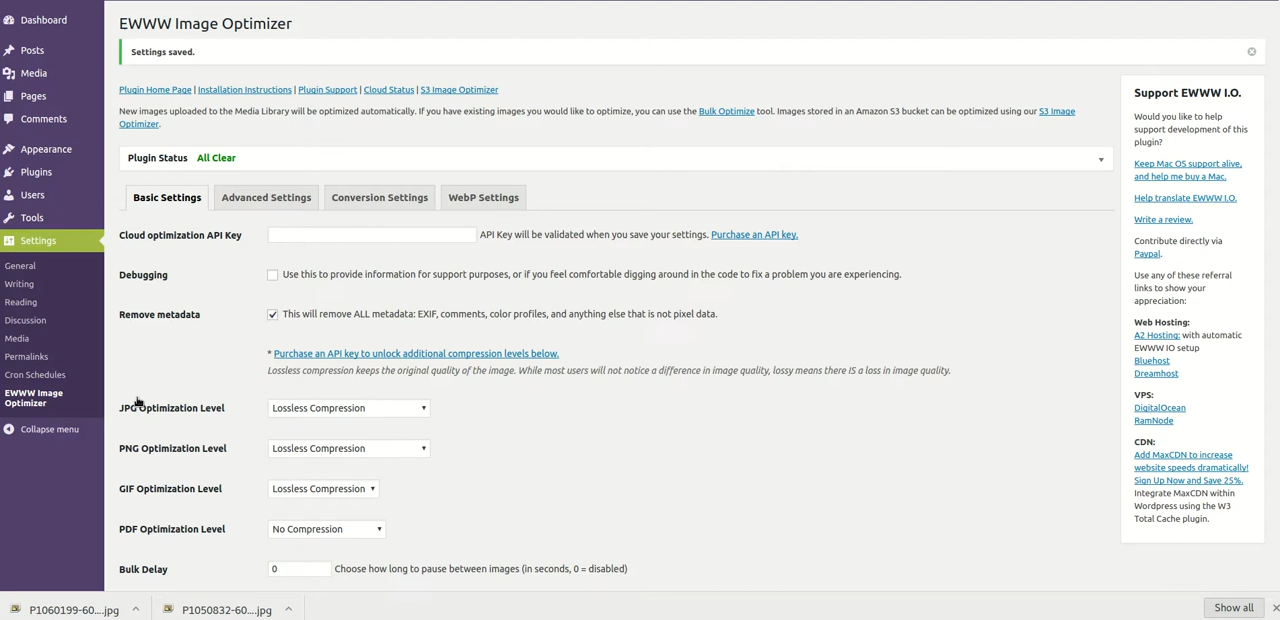 Dashboard
Posts
Media
Pages
Comments
Appearance
Plugins
Users
Tools
Settings
General
Writing
Reading
Discussion
Media
Permalinks
Cron Schedules
EWWW Image
Optimizer
Collapse menu
EWWW Image Optimizer
Settings saved.
Plugin Home Page | Installation Instructions | Plugin Support | Cloud Status | S3 Image Optimizer
New images uploaded to the Media Library will be optimized automatically. If you have existing images you would like to optimize, you can use the Bulk Optimize tool. Images stored in an Amazon S3 bucket can be optimized using our S3 Image
Optimizer.
Plugin Status All Clear
Basic Settings Advanced Settings Conversion Settings WebP Settings
Cloud optimization API Key API Key will be validated when you save your settings. Purchase an API key.
Debugging Use this to provide information for support purposes, or if you feel comfortable digging around in the code to fix a problem you are experiencing.
Remove metadata This will remove ALL metadata: EXIF, comments, color profiles, and anything else that is not pixel data.
* Purchase an API key to unlock additional compression levels below.
Lossless compression keeps the original quality of the image. While most users will not notice a difference in image quality, lossy means there IS a loss in image quality.
JPG Optimization Level Lossless Compression
PNG Optimization Level Lossless Compression
GIF Optimization Level Lossless Compression
PDF Optimization Level No Compression
Bulk Delay 0 Choose how long to pause between images (in seconds, 0 = disabled)
Support EWWW I.O.
Would you like to help
support development of this
plugin?
Keep Mac OS support alive,
and help me buy a Mac.
Help translate EWWW I.O.
Write a review.
Contribute directly via
Paypal.
Use any of these referral
links to show your
appreciation:
Web Hosting:
A2 Hosting: with automatic
EWWW IO setup
Bluehost
Dreamhost
VPS:
DigitalOcean
RamNode
CDN:
Add MaxCDN to increase
website speeds dramatically!
Sign Up Now and Save 25%.
Integrate MaxCDN within
Wordpress using the W3
Total Cache plugin.
P1060199-60....jpg P1050832-60....jpg Show all